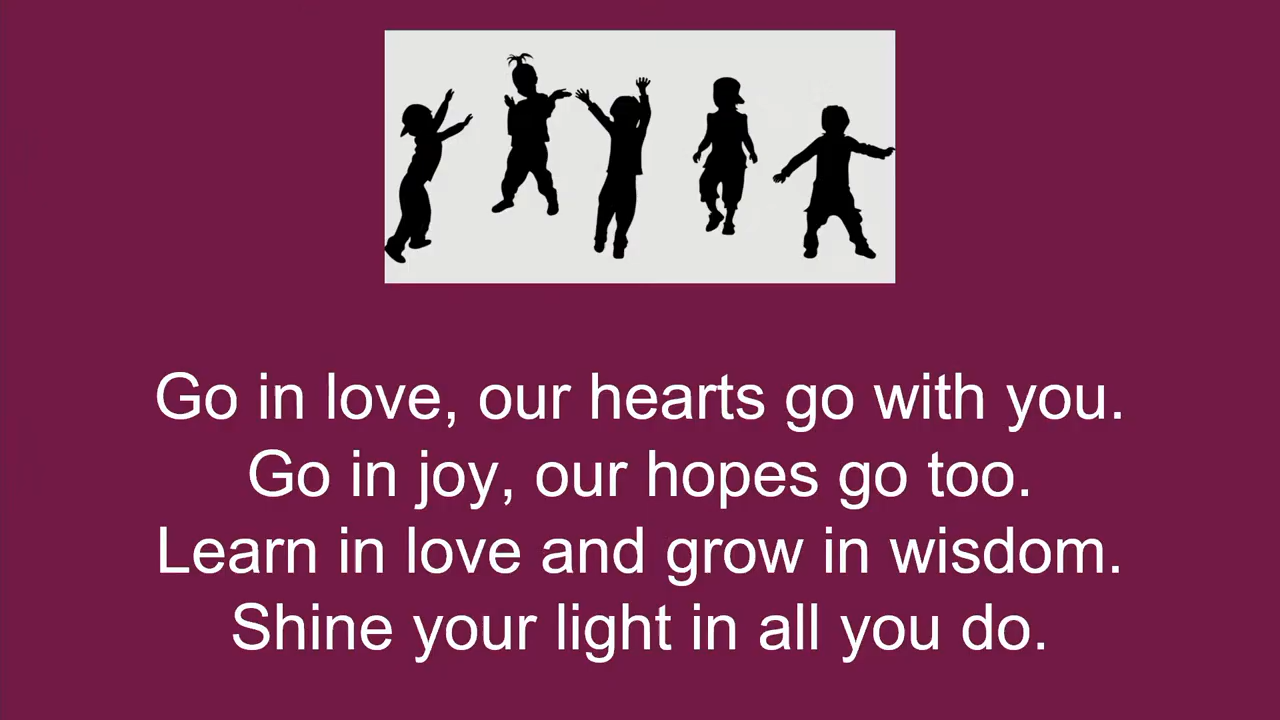 Go in love, our hearts go with you.
Go in joy, our hopes go too.
Learn in love and grow in wisdom.
Shine your light in all you do.